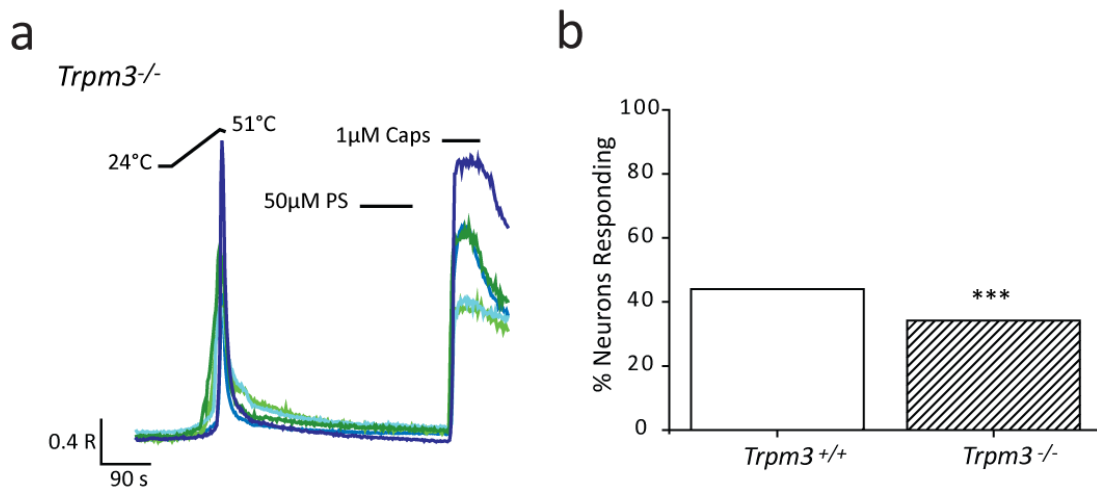 a
Trpm3-/-
51°C
24°C
1µM Caps
50µM PS
0.4 R
90 s
b
% Neurons Responding
100
80
60
40
20
0
***
Trpm3 +/+
Trpm3 -/-